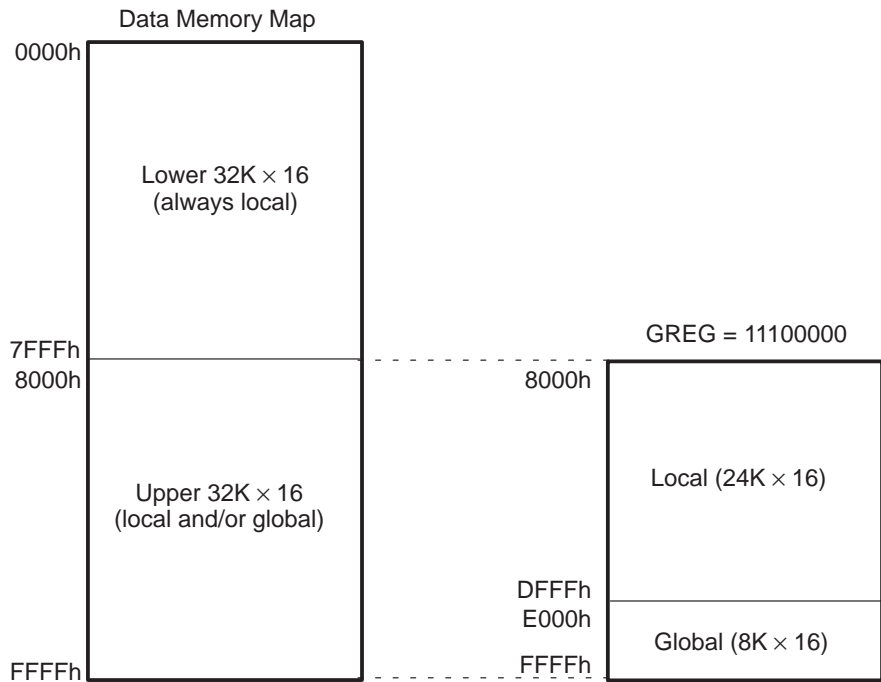 Data Memory Map
0000h
Lower 32K × 16
(always local)
7FFFh
8000h
Upper 32K × 16
(local and/or global)
FFFFh
GREG = 11100000
8000h
Local (24K × 16)
DFFFh
E000h
Global (8K × 16)
FFFFh